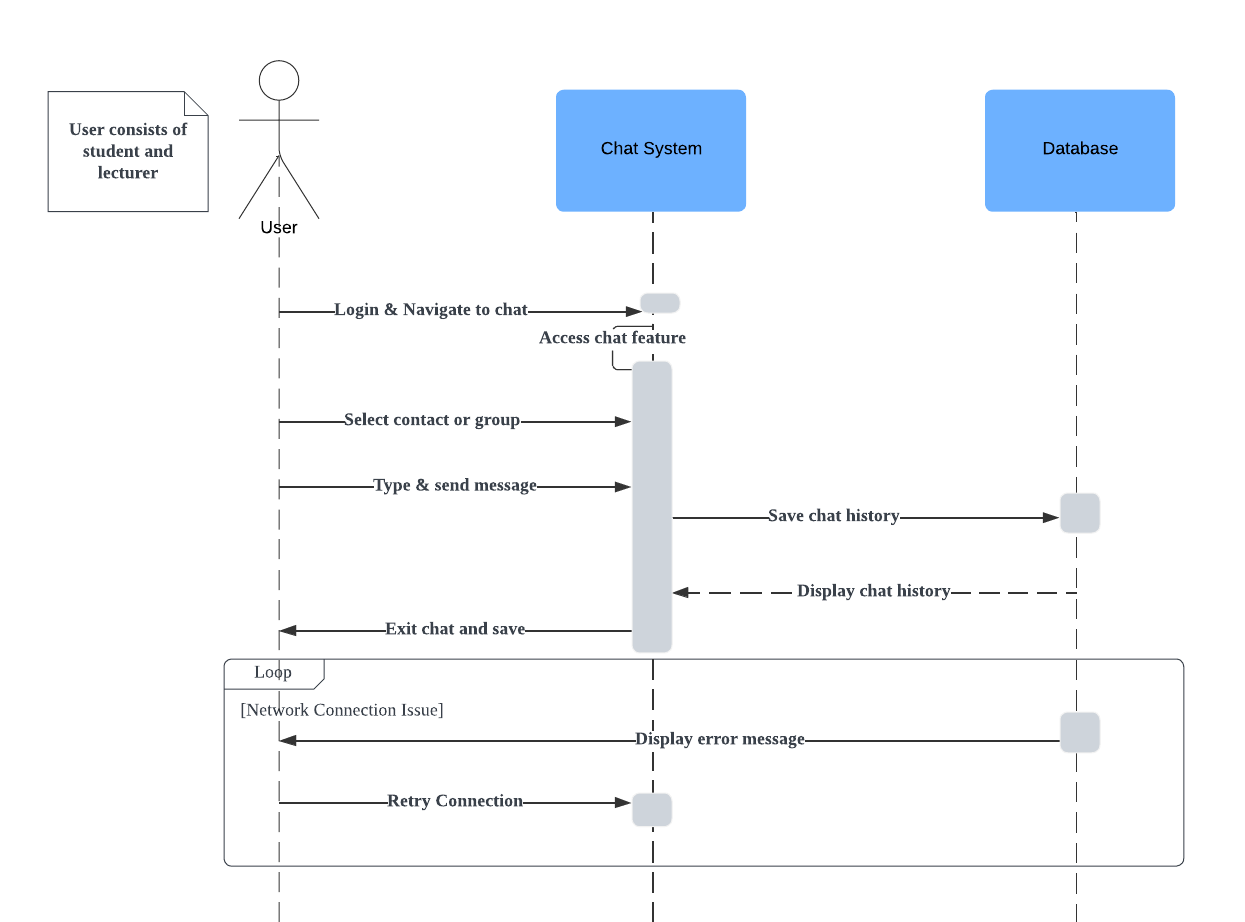 User consists of
student and
lecturer
User
Chat System
Database
Login & Navigate to chat
Access chat feature
Select contact or group
Type & send message
Save chat history
Display chat history
Exit chat and save
Loop
[Network Connection Issue]
Display error message
Retry Connection